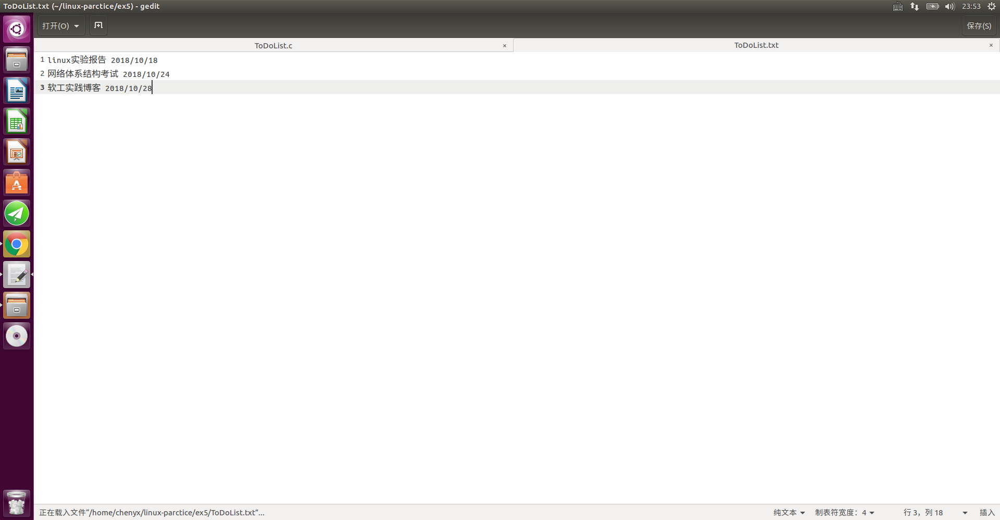 ToDoList.txt (~/linux-parctice/ex5) - gedit
23:53
打开(O)
保存(S)
ToDoList.c ×
ToDoList.txt ×
1 linux实验报告 2018/10/18
2 网络体系结构考试 2018/10/24
3 软工实践博客 2018/10/28
正在载入文件“/home/chenyx/linux-parctice/ex5/ToDoList.txt”...
纯文本
制表符宽度：4
行 3，列 18
插入